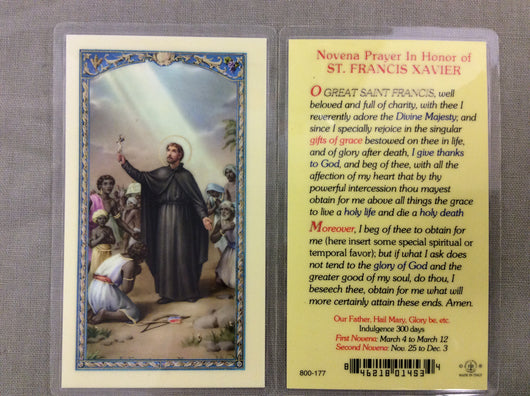 Novena Prayer In Honor of
ST. FRANCIS XAVIER
O GREAT SAINT FRANCIS, well
beloved and full of charity, with thee I
reverently adore the Divine Majesty; and
since I specially rejoice in the singular
gifts of grace bestowed on thee in life,
and of glory after death, I give thanks
to God, and beg of thee, with all the
affection of my heart that by thy
powerful intercession thou mayest
obtain for me above all things the grace
to live a holy life and die a holy death
Moreover, I beg of thee to obtain for
me (here insert some special spiritual or
temporal favor); but if what I ask does
not tend to the glory of God and the
greater good of my soul, do thou, I
beseech thee, obtain for me what will
more certainly attain these ends. Amen.
Our Father, Hail Mary, Glory be, etc.
Indulgence 300 days
First Novena: March 4 to March 12
Second Novena: Nov. 25 to Dec. 3
800-177
8 46218 01453 4
MADE IN ITALY